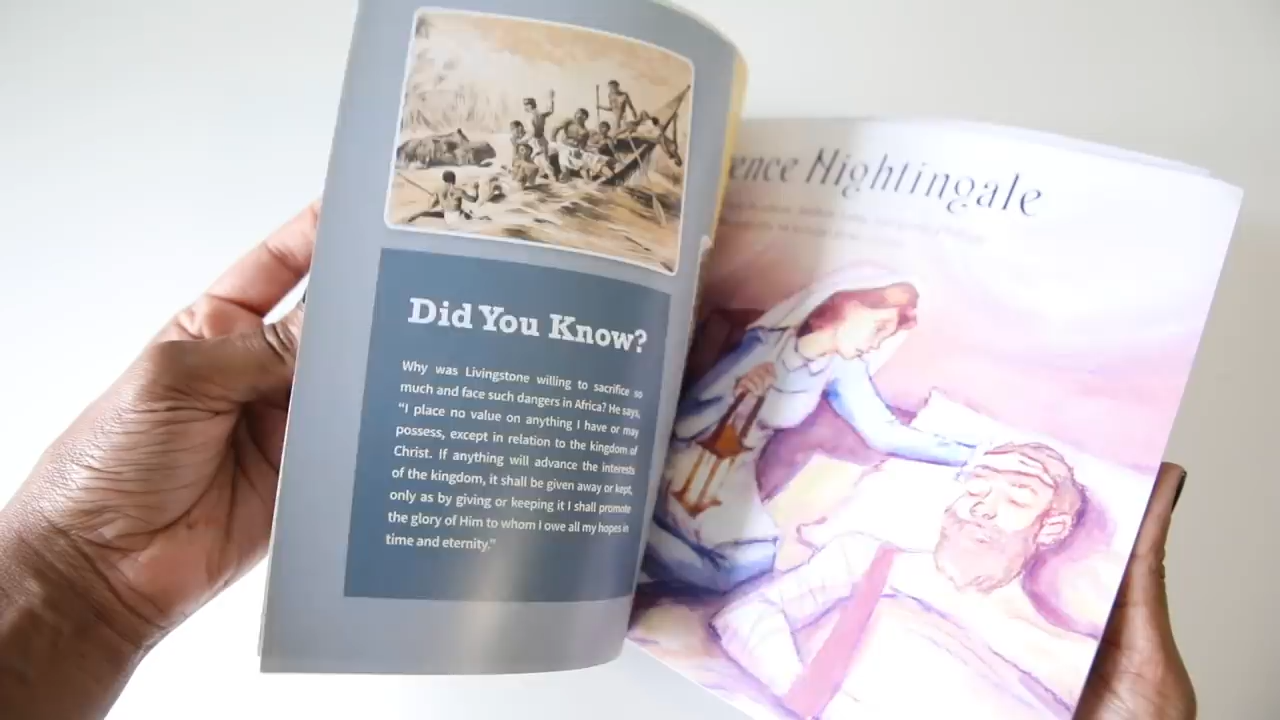 Did You Know?
Why was Livingstone willing to sacrifice so
much and face such dangers in Africa? He says,
"I place no value on anything I have or may
possess, except in relation to the kingdom of
Christ. If anything will advance the interests
of the kingdom, it shall be given away or kept,
only as by giving or keeping it I shall promote
the glory of Him to whom I owe all my hopes in
time and eternity."
ence Nightingale